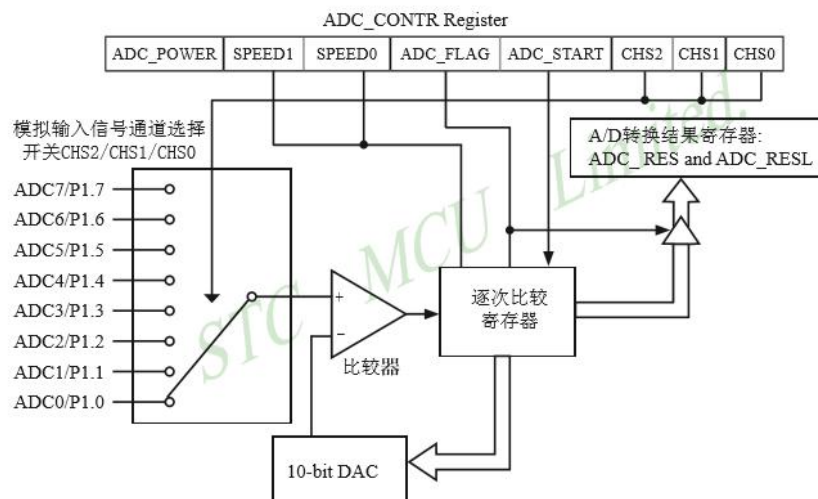 ADC_CONTR Register
ADC_POWER SPEED1 SPEED0 ADC_FLAG ADC_START CHS2 CHS1 CHS0
模拟输入信号通道选择
开关CHS2/CHS1/CHS0
A/D转换结果寄存器:
ADC_ RES and ADC_RESL
ADC7/P1.7
ADC6/P1.6
ADC5/P1.5
ADC4/P1.4
ADC3/P1.3
ADC2/P1.2
ADC1/P1.1
ADC0/P1.0
+
−
比较器
逐次比较
寄存器
10-bit DAC
STC MCU Limited.